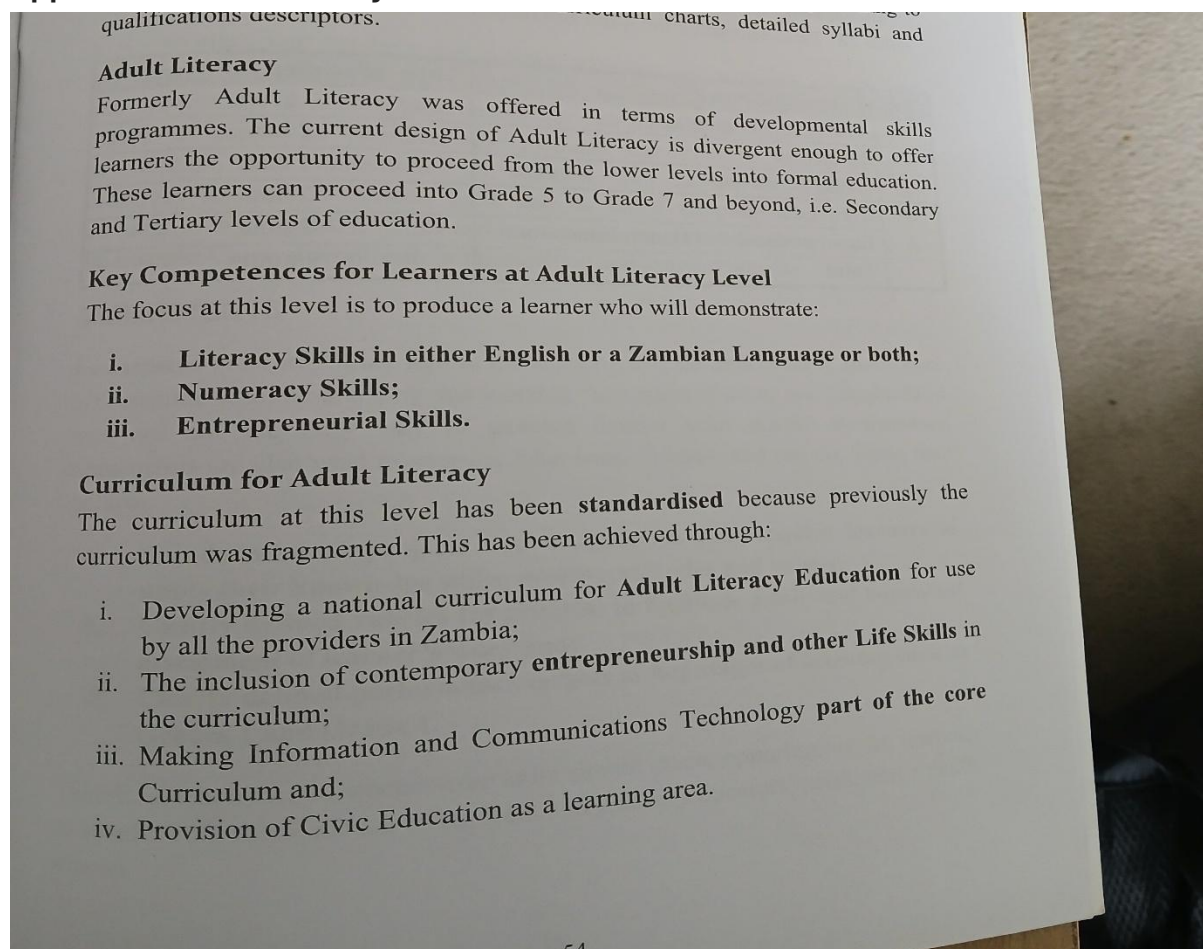 qualifications descriptors.
charts, detailed syllabi and
Adult Literacy
Formerly Adult Literacy was offered in terms of developmental skills
programmes. The current design of Adult Literacy is divergent enough to offer
learners the opportunity to proceed from the lower levels into formal education.
These learners can proceed into Grade 5 to Grade 7 and beyond, i.e. Secondary
and Tertiary levels of education.
Key Competences for Learners at Adult Literacy Level
The focus at this level is to produce a learner who will demonstrate:
i. Literacy Skills in either English or a Zambian Language or both;
ii. Numeracy Skills;
iii. Entrepreneurial Skills.
Curriculum for Adult Literacy
The curriculum at this level has been standardised because previously the
curriculum was fragmented. This has been achieved through:
i. Developing a national curriculum for Adult Literacy Education for use
by all the providers in Zambia;
ii. The inclusion of contemporary entrepreneurship and other Life Skills in
the curriculum;
iii. Making Information and Communications Technology part of the core
Curriculum and;
iv. Provision of Civic Education as a learning area.